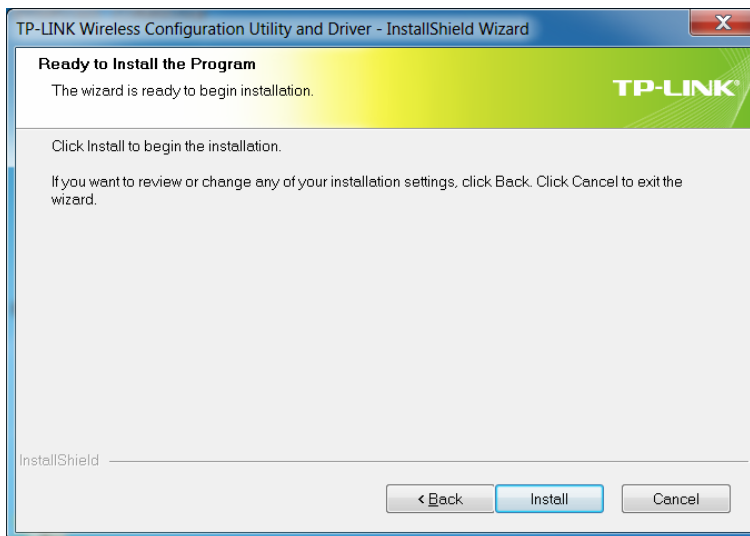 TP-LINK Wireless Configuration Utility and Driver - InstallShield Wizard
X
Ready to Install the Program
The wizard is ready to begin installation.
TP-LINK®
Click Install to begin the installation.
If you want to review or change any of your installation settings, click Back. Click Cancel to exit the
wizard.
InstallShield
< Back
Install
Cancel